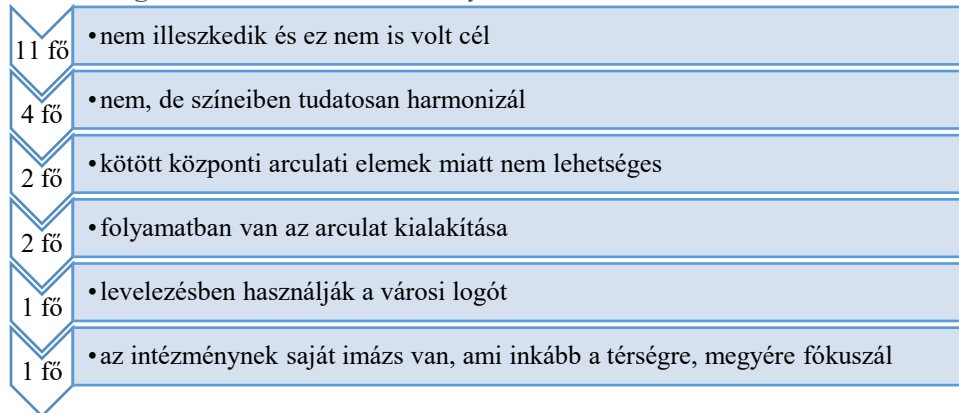 11 fő
•nem illeszkedik és ez nem is volt cél
4 fő
•nem, de színeiben tudatosan harmonizál
2 fő
•kötött központi arculati elemek miatt nem lehetséges
2 fő
•folyamatban van az arculat kialakítása
1 fő
•levelezésben használják a városi logót
1 fő
•az intézménynek saját imázs van, ami inkább a térségre, megyére fókuszál